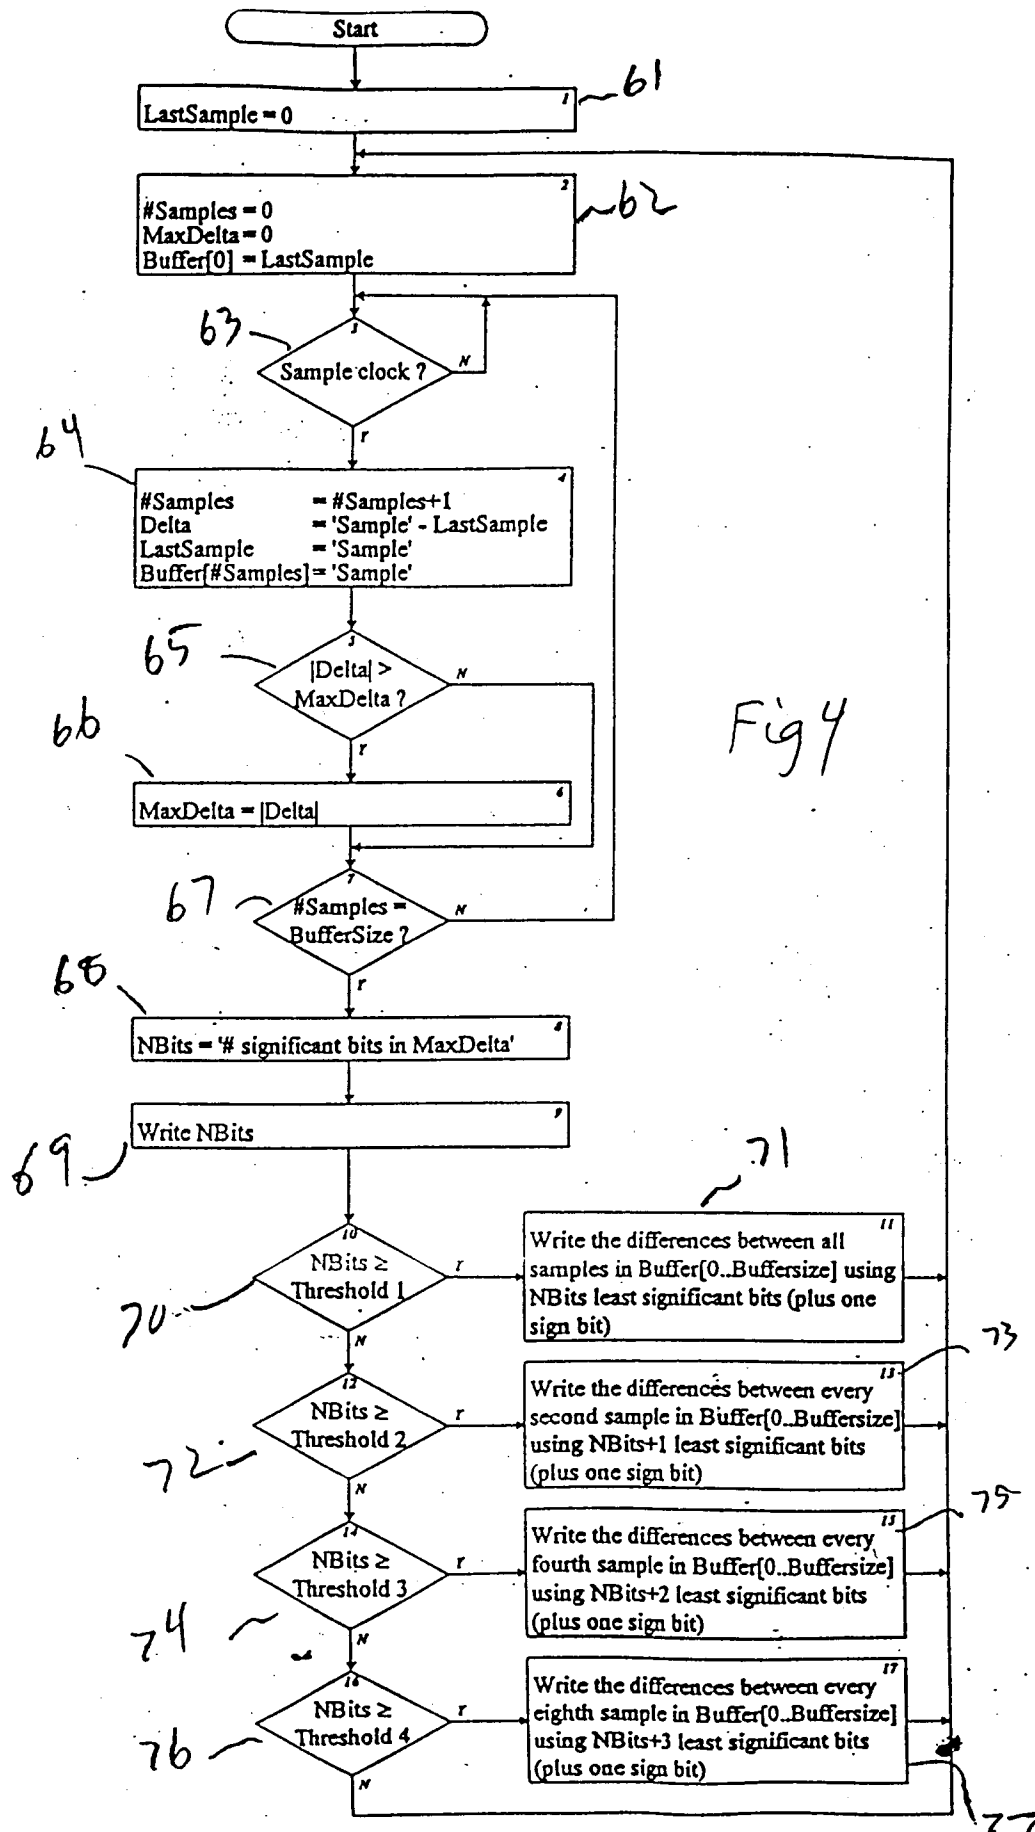 Start
1
61
LastSample = 0
2
62
#Samples = 0
MaxDelta = 0
Buffer[0] = LastSample
63
3
Sample clock ?
N
Y
64
4
#Samples = #Samples+1
Delta = 'Sample' - LastSample
LastSample = 'Sample'
Buffer[#Samples] = 'Sample'
65
5
|Delta| >
MaxDelta ?
N
Y
Fig 4
66
6
MaxDelta = |Delta|
67
7
#Samples =
BufferSize ?
N
Y
68
8
NBits = '# significant bits in MaxDelta'
9
Write NBits
69
71
10
NBits ≥
Threshold 1
Y
N
70
11
Write the differences between all
samples in Buffer[0..Buffersize] using
NBits least significant bits (plus one
sign bit)
73
12
NBits ≥
Threshold 2
Y
N
72
13
Write the differences between every
second sample in Buffer[0..Buffersize]
using NBits+1 least significant bits
(plus one sign bit)
75
14
NBits ≥
Threshold 3
Y
N
74
15
Write the differences between every
fourth sample in Buffer[0..Buffersize]
using NBits+2 least significant bits
(plus one sign bit)
16
NBits ≥
Threshold 4
Y
N
76
17
Write the differences between every
eighth sample in Buffer[0..Buffersize]
using NBits+3 least significant bits
(plus one sign bit)
77